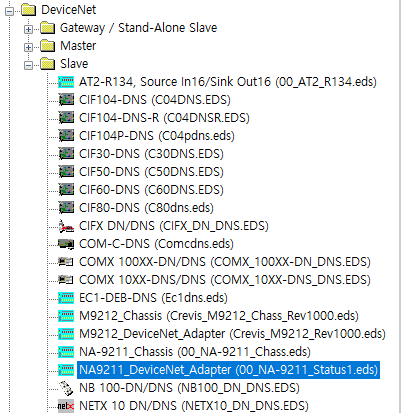 DeviceNet
Gateway / Stand-Alone Slave
Master
Slave
AT2-R134, Source In16/Sink Out16 (00_AT2_R134.eds)
CIF104-DNS (C04DNS.EDS)
CIF104-DNS-R (C04DNSR.EDS)
CIF104P-DNS (C04pdns.eds)
CIF30-DNS (C30DNS.EDS)
CIF50-DNS (C50DNS.EDS)
CIF60-DNS (C60DNS.EDS)
CIF80-DNS (C80dns.eds)
CIFX DN/DNS (CIFX_DN_DNS.EDS)
COM-C-DNS (Comcdns.eds)
COMX 100XX-DN/DNS (COMX_100XX-DN_DNS.EDS)
COMX 10XX-DNS/DNS (COMX_10XX-DNS_DNS.EDS)
EC1-DEB-DNS (Ec1dns.eds)
M9212_Chassis (Crevis_M9212_Chass_Rev1000.eds)
M9212_DeviceNet_Adapter (Crevis_M9212_Rev1000.eds)
NA-9211_Chassis (00_NA-9211_Chass.eds)
NA9211_DeviceNet_Adapter (00_NA-9211_Status1.eds)
NB 100-DN/DNS (NB100_DN_DNS.EDS)
netX NETX 10 DN/DNS (NETX10_DN_DNS.EDS)